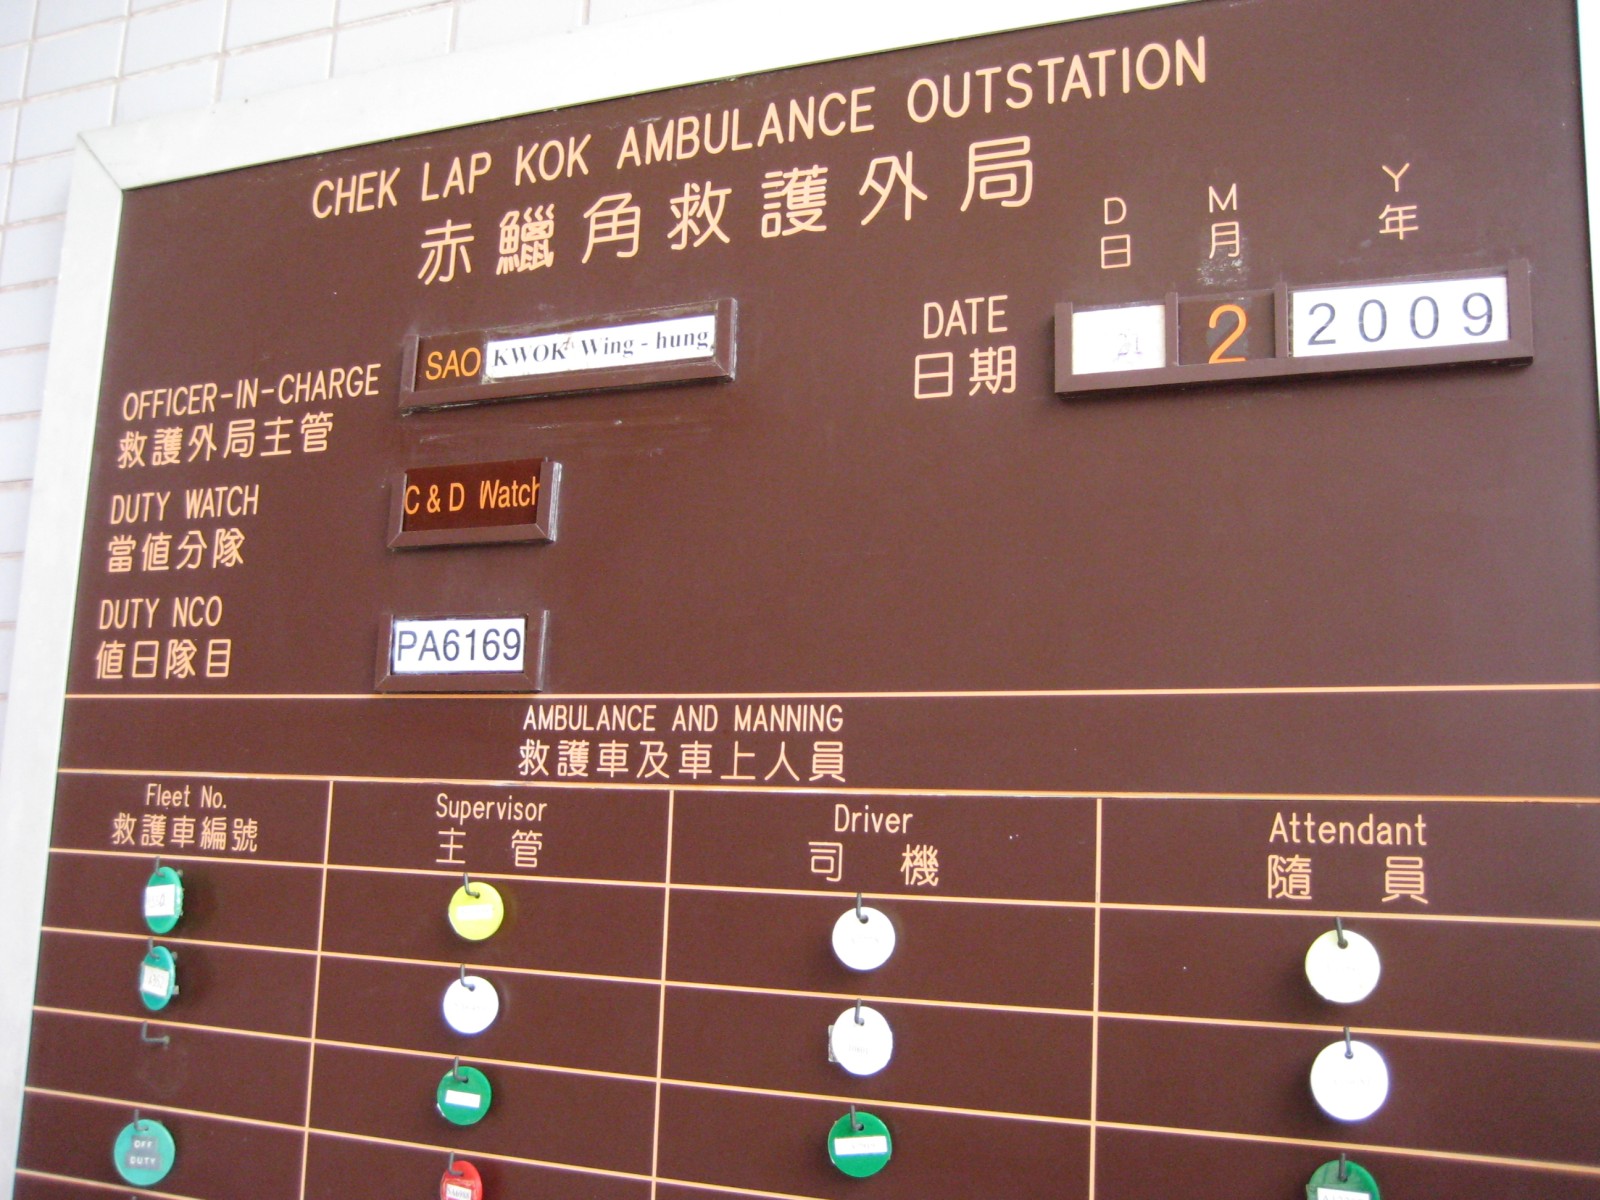 CHEK LAP KOK AMBULANCE OUTSTATION
赤鱲角救護外局
D M Y
日 月 年
DATE 2 2009
日期
OFFICER-IN-CHARGE SAO KWOK Wing - hung
救護外局主管
DUTY WATCH C & D Watch
當值分隊
DUTY NCO PA6169
值日隊目
AMBULANCE AND MANNING
救護車及車上人員
Fleet No. Supervisor Driver Attendant
救護車編號 主管 司機 隨員
OFF
DUTY